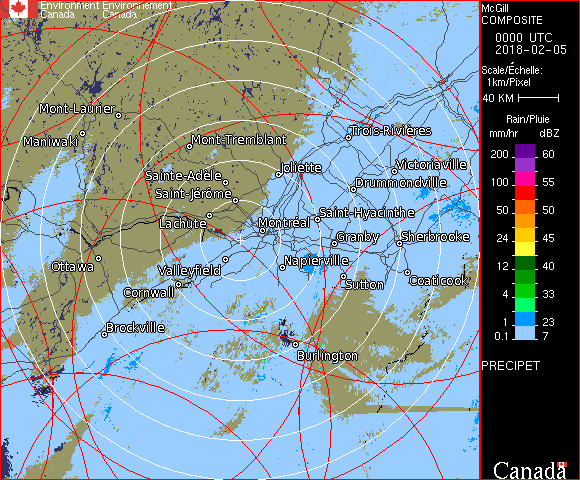 Environment Environnement
Canada Canada
McGill
COMPOSITE
0000 UTC
2018-02-05
Scale/Échelle:
1km/Pixel
40 KM
Rain/Pluie
mm/hr dBZ
200 60
100 55
50 50
24 45
12 40
4 33
1 23
0.1 7
PRECIPET
Mont-Laurier
Maniwaki
Mont-Tremblant
Trois-Rivières
Sainte-Adèle
Joliette
Victoriaville
Saint-Jérôme
Drummondville
Lachute
Montréal
Saint-Hyacinthe
Granby
Sherbrooke
Ottawa
Valleyfield
Napierville
Cornwall
Sutton
Coaticook
Brockville
Burlington
Canada